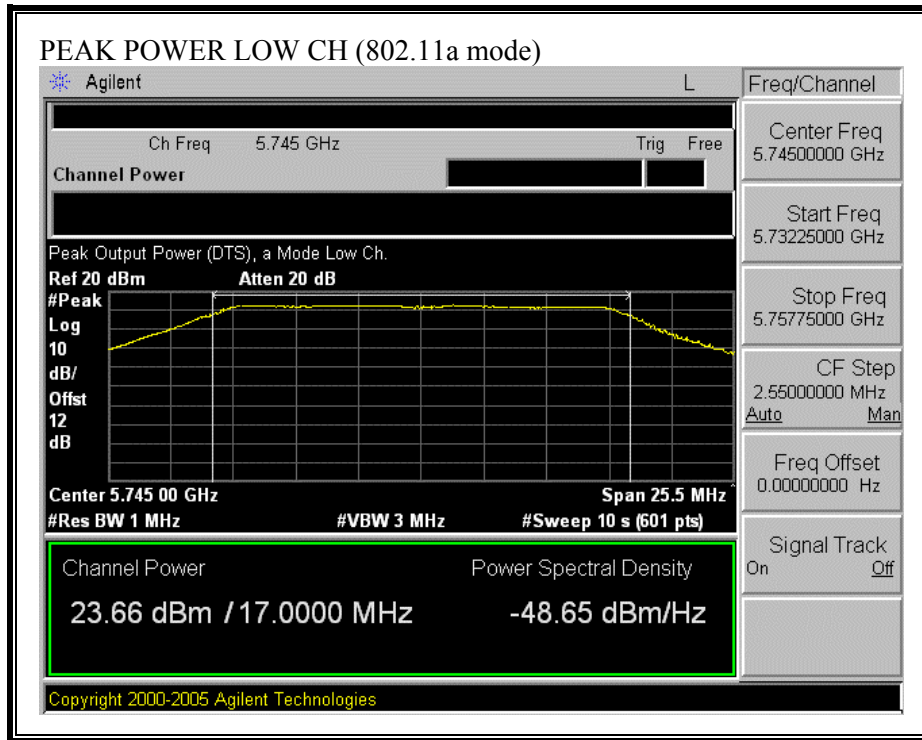 PEAK POWER LOW CH (802.11a mode)
Agilent L Freq/Channel
Ch Freq 5.745 GHz Trig Free
Channel Power
Center Freq
5.74500000 GHz
Start Freq
5.73225000 GHz
Peak Output Power (DTS), a Mode Low Ch.
Ref 20 dBm Atten 20 dB
#Peak
Log
10
dB/
Offst
12
dB
Stop Freq
5.75775000 GHz
CF Step
2.55000000 MHz
Auto Man
Center 5.745 00 GHz Span 25.5 MHz
#Res BW 1 MHz #VBW 3 MHz #Sweep 10 s (601 pts)
Freq Offset
0.00000000 Hz
Channel Power Power Spectral Density
23.66 dBm / 17.0000 MHz -48.65 dBm/Hz
Signal Track
On Off
Copyright 2000-2005 Agilent Technologies